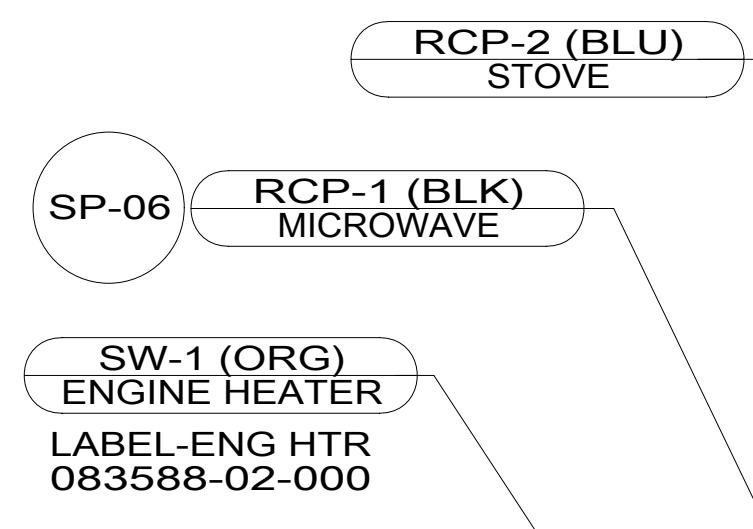 RCP-2 (BLU)
STOVE
SP-06
RCP-1 (BLK)
MICROWAVE
SW-1 (ORG)
ENGINE HEATER
LABEL-ENG HTR
083588-02-000